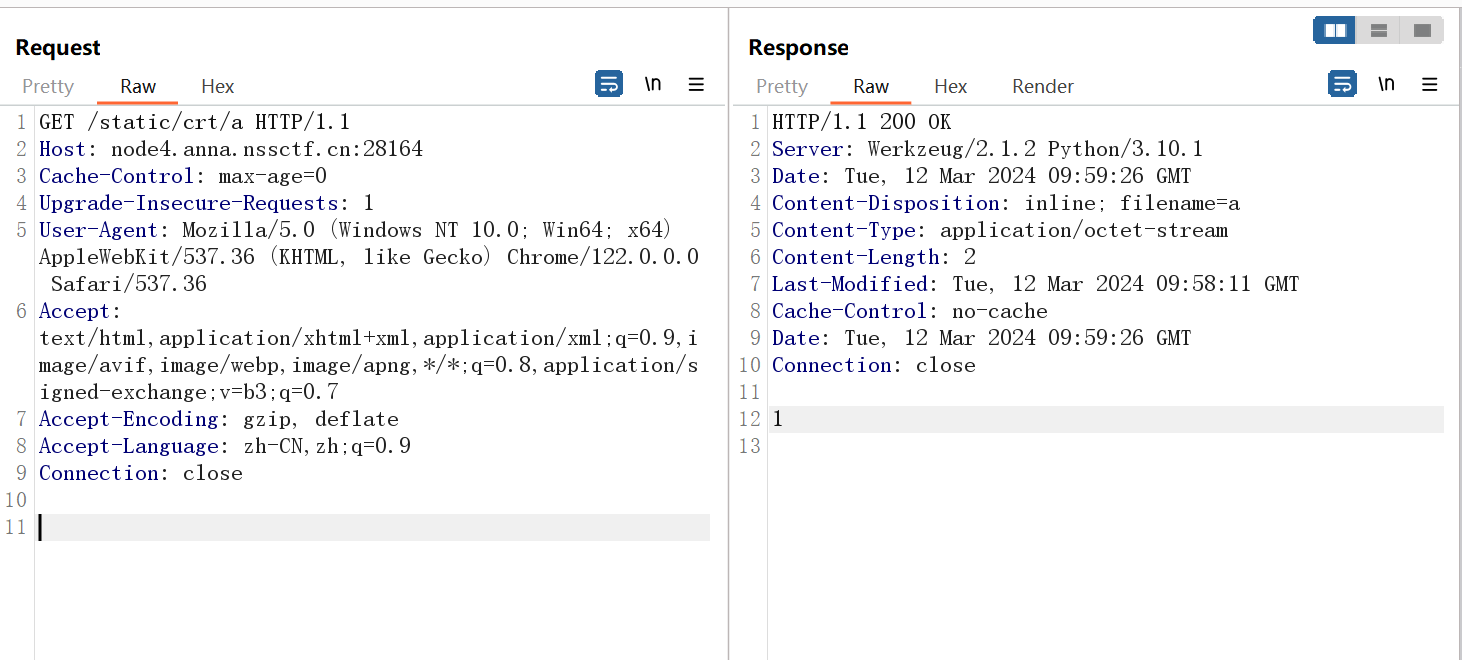 Request
Pretty Raw Hex \n
1 GET /static/crt/a HTTP/1.1
2 Host: node4.anna.nssctf.cn:28164
3 Cache-Control: max-age=0
4 Upgrade-Insecure-Requests: 1
5 User-Agent: Mozilla/5.0 (Windows NT 10.0; Win64; x64)
AppleWebKit/537.36 (KHTML, like Gecko) Chrome/122.0.0.0
Safari/537.36
6 Accept:
text/html,application/xhtml+xml,application/xml;q=0.9,i
mage/avif,image/webp,image/apng,*/*;q=0.8,application/s
igned-exchange;v=b3;q=0.7
7 Accept-Encoding: gzip, deflate
8 Accept-Language: zh-CN,zh;q=0.9
9 Connection: close
10
11
Response
Pretty Raw Hex Render \n
1 HTTP/1.1 200 OK
2 Server: Werkzeug/2.1.2 Python/3.10.1
3 Date: Tue, 12 Mar 2024 09:59:26 GMT
4 Content-Disposition: inline; filename=a
5 Content-Type: application/octet-stream
6 Content-Length: 2
7 Last-Modified: Tue, 12 Mar 2024 09:58:11 GMT
8 Cache-Control: no-cache
9 Date: Tue, 12 Mar 2024 09:59:26 GMT
10 Connection: close
11
12 1
13